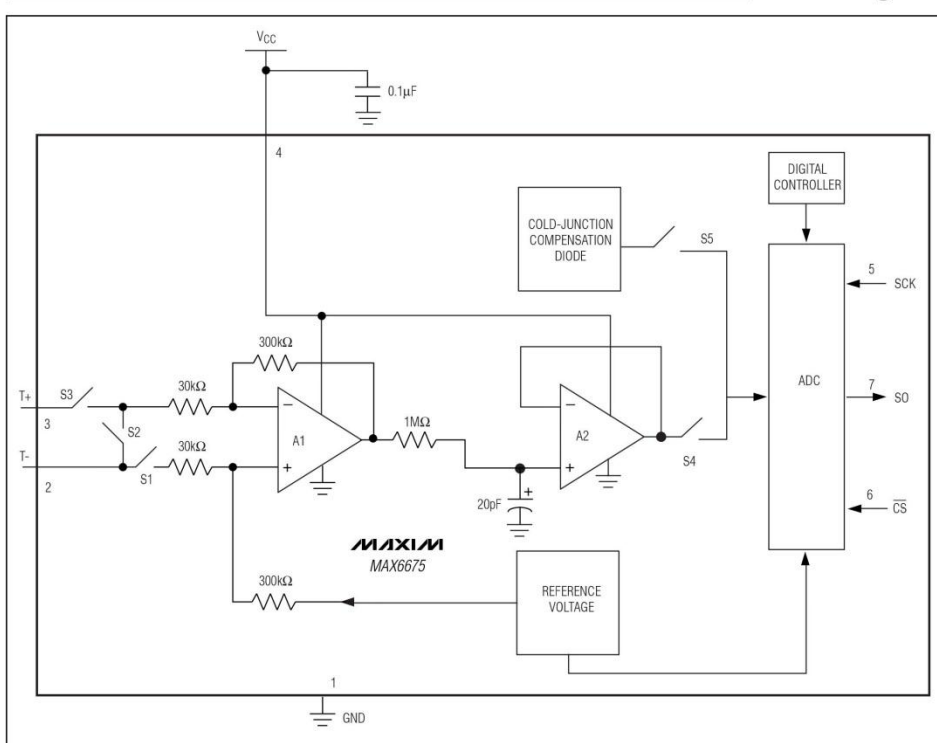 VCC
0.1µF
4
DIGITAL
CONTROLLER
COLD-JUNCTION
COMPENSATION
DIODE
S5
5
SCK
300kΩ
ADC
30kΩ
T+
S3
3
7
SO
S2
A1
1MΩ
A2
30kΩ
T-
S1
2
S4
20pF
6
CS
MAXIM
MAX6675
300kΩ
REFERENCE
VOLTAGE
1
GND